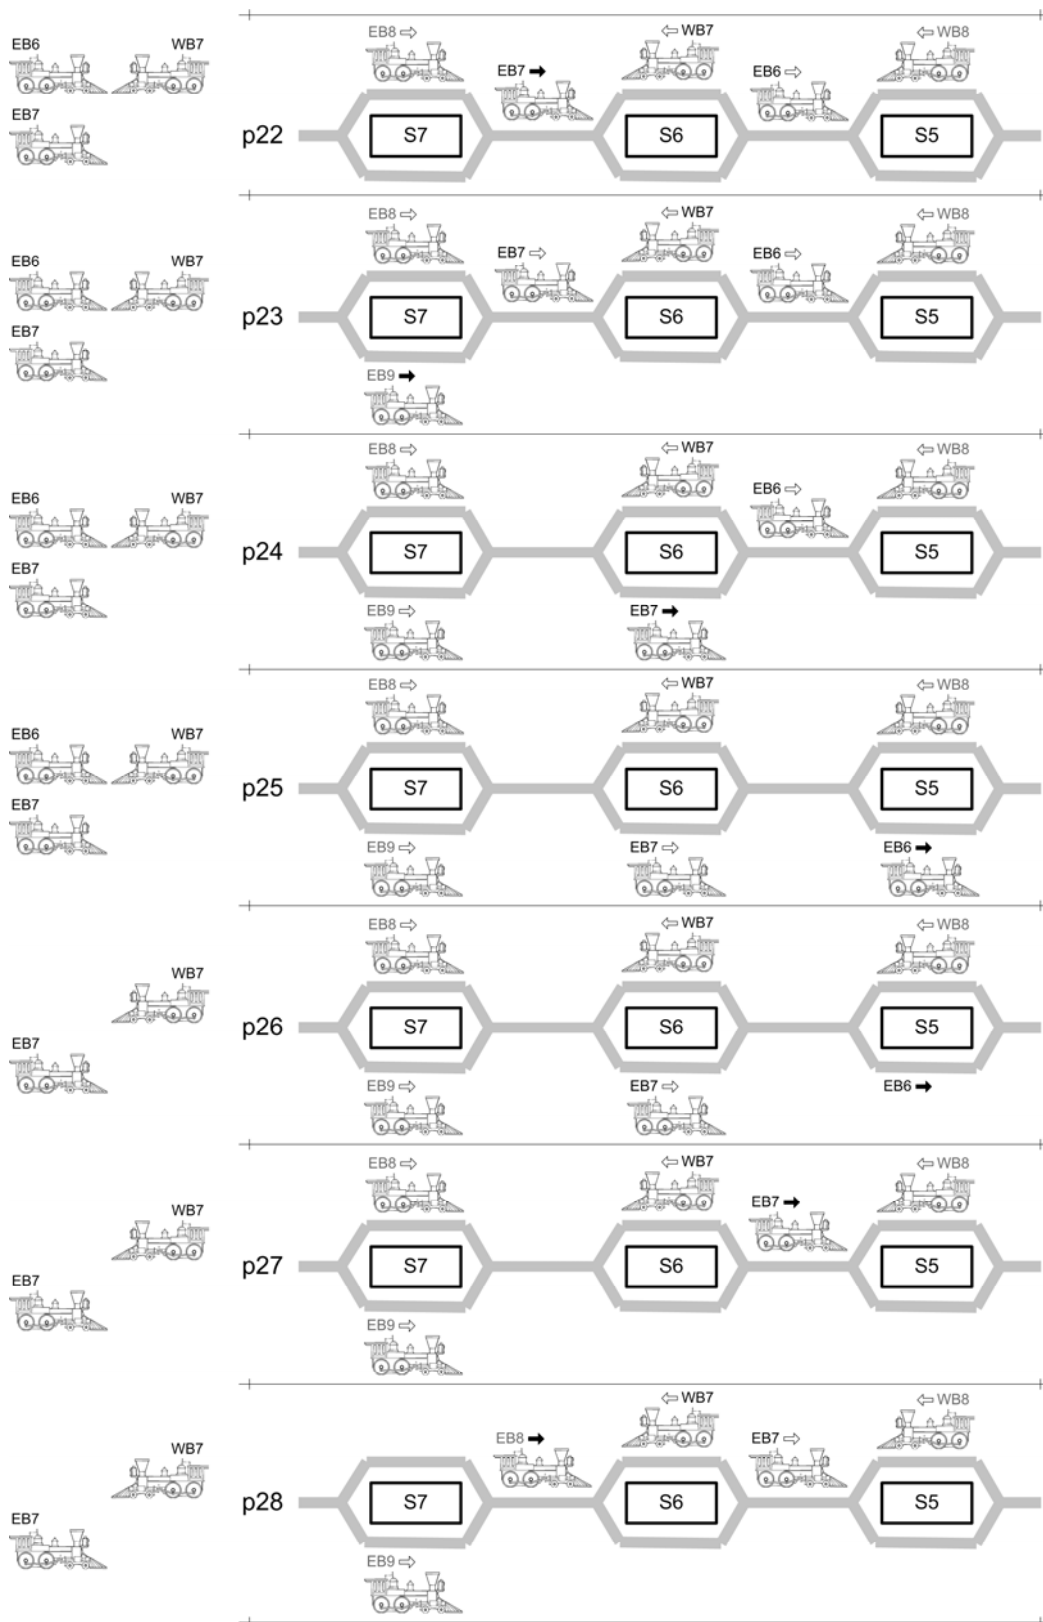 EB8 ⇒ ⇐ WB7 ⇐ WB8
EB6 WB7
EB7 ➡ EB6 ⇒
EB7
p22 S7 S6 S5
EB8 ⇒ ⇐ WB7 ⇐ WB8
EB6 WB7 EB7 ⇒ EB6 ⇒
p23 S7 S6 S5
EB7
EB9 ➡
EB8 ⇒ ⇐ WB7 ⇐ WB8
EB6 WB7 EB6 ⇒
p24 S7 S6 S5
EB7
EB9 ⇒ EB7 ➡
EB8 ⇒ ⇐ WB7 ⇐ WB8
EB6 WB7
p25 S7 S6 S5
EB7
EB9 ⇒ EB7 ⇒ EB6 ➡
EB8 ⇒ ⇐ WB7 ⇐ WB8
WB7
p26 S7 S6 S5
EB7
EB9 ⇒ EB7 ⇒ EB6 ➡
EB8 ⇒ ⇐ WB7 ⇐ WB8
WB7 EB7 ➡
p27 S7 S6 S5
EB7
EB9 ⇒
⇐ WB7 ⇐ WB8
WB7 EB8 ➡ EB7 ⇒
p28 S7 S6 S5
EB7
EB9 ⇒